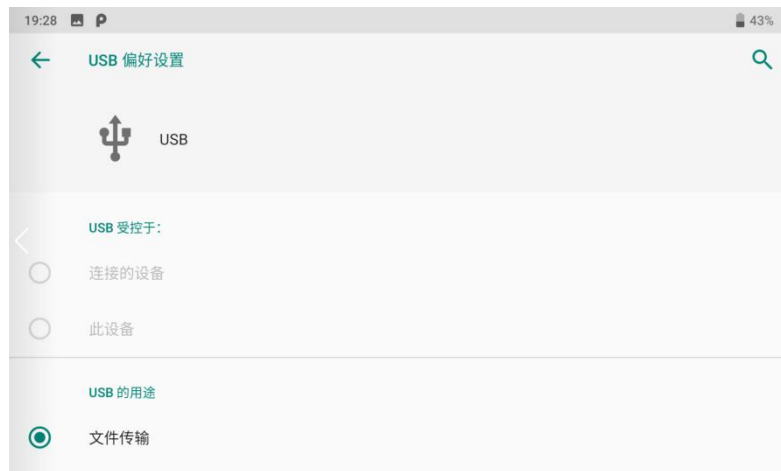 19:28 43%
USB 偏好设置
USB
USB 受控于：
连接的设备
此设备
USB 的用途
文件传输